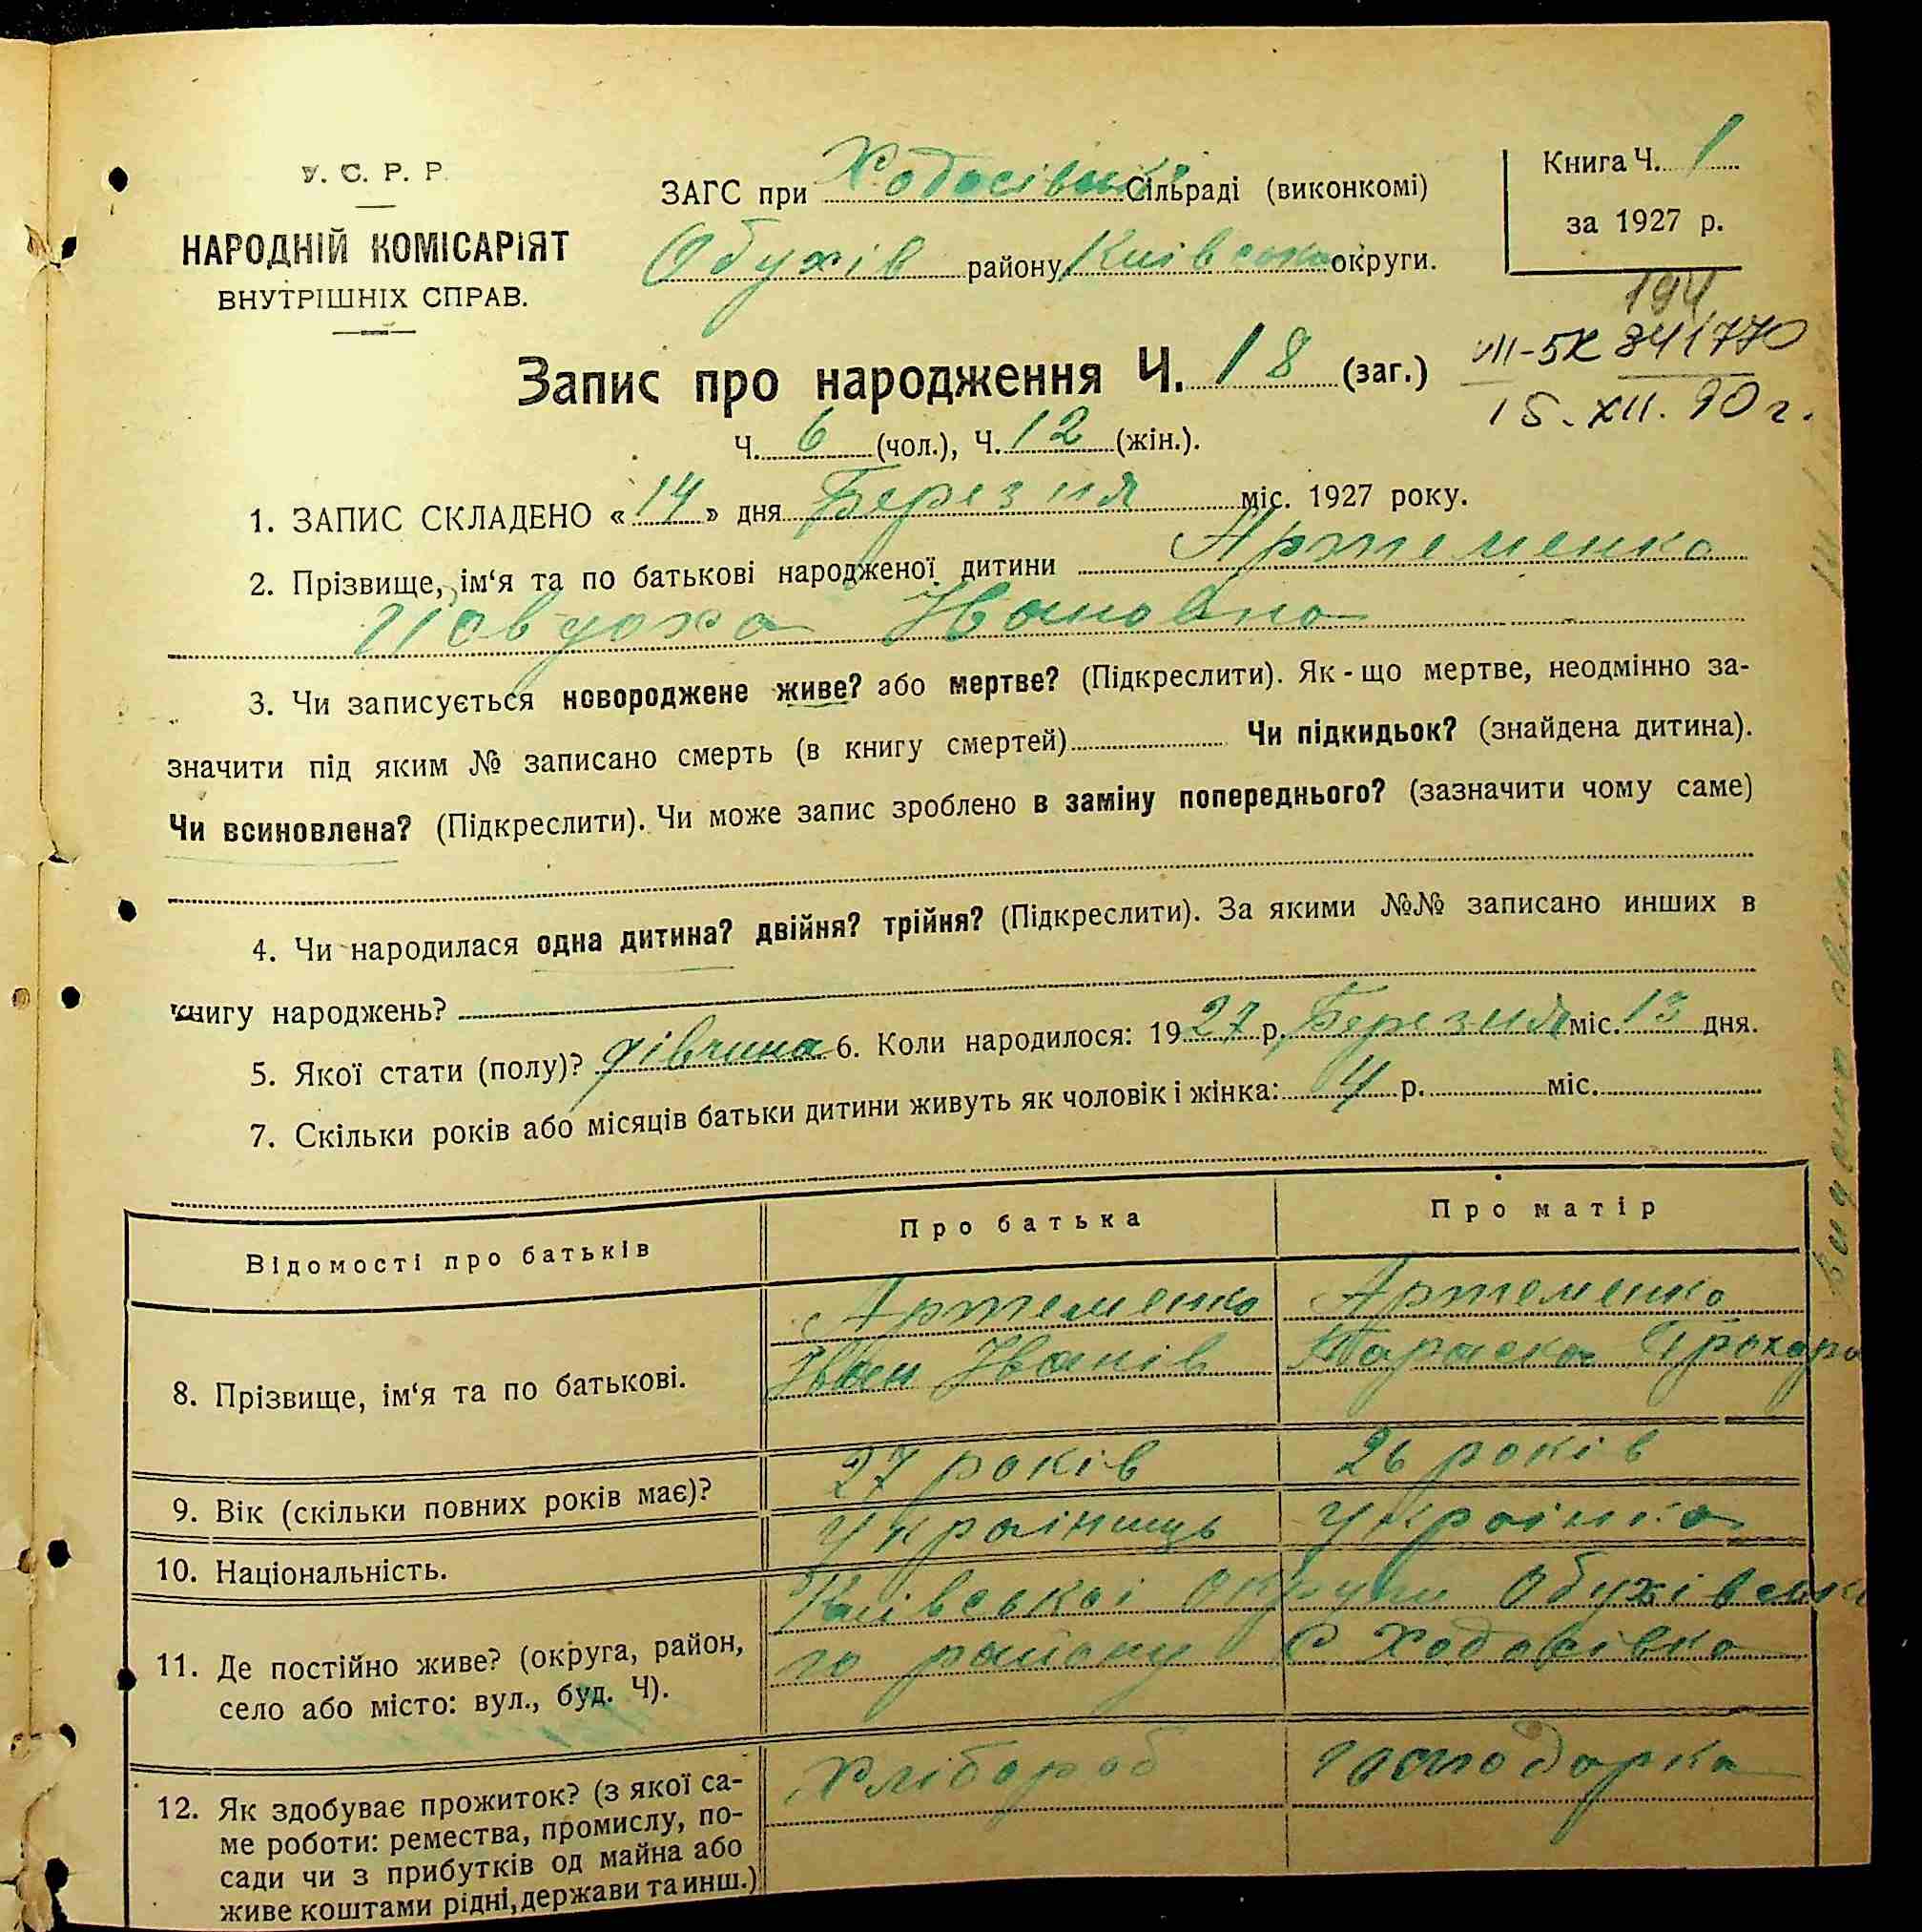 У. С. Р. Р.
НАРОДНІЙ КОМІСАРІЯТ
ВНУТРІШНІХ СПРАВ.
ЗАГС при Ходосівські Сільраді (виконкомі)
Обухів району Київсько округи.
Книга Ч. 1
за 1927 р.
194
VIII-5К 341770
15. XII. 90 г.
Запис про народження Ч. 18 (заг.)
Ч. 6 (чол.), Ч. 12 (жін.).
1. ЗАПИС СКЛАДЕНО «14» дня Березня міс. 1927 року.
2. Прізвище, ім‘я та по батькові народженої дитини Артеменко
Ивдоха Івановна
3. Чи записується новороджене живе? або мертве? (Підкреслити). Як-що мертве, неодмінно за-
значити під яким № записано смерть (в книгу смертей) Чи підкидьок? (знайдена дитина).
Чи всиновлена? (Підкреслити). Чи може запис зроблено в заміну попереднього? (зазначити чому саме)
4. Чи народилася одна дитина? двійня? трійня? (Підкреслити). За якими №№ записано инших в
книгу народжень?
5. Якої стати (полу)? дівчина 6. Коли народилося: 1927 р. Березня міс. 13 дня.
7. Скільки років або місяців батьки дитини живуть як чоловік і жінка: 4 р. міс.
Відомості про батьків Про батька Про матір
8. Прізвище, ім‘я та по батькові. Артеменко Артеменко
Іван Іванів Параска Прохоро
9. Вік (скільки повних років має)? 27 років 26 років
10. Національність. Українець Українка
11. Де постійно живе? (округа, район, Київської округи Обухівсько
село або місто: вул., буд. Ч). го району С Ходосівка
12. Як здобуває прожиток? (з якої са- Хлібороб господарка
ме роботи: ремества, промислу, по-
сади чи з прибутків од майна або
живе коштами рідні, держави та инш.)